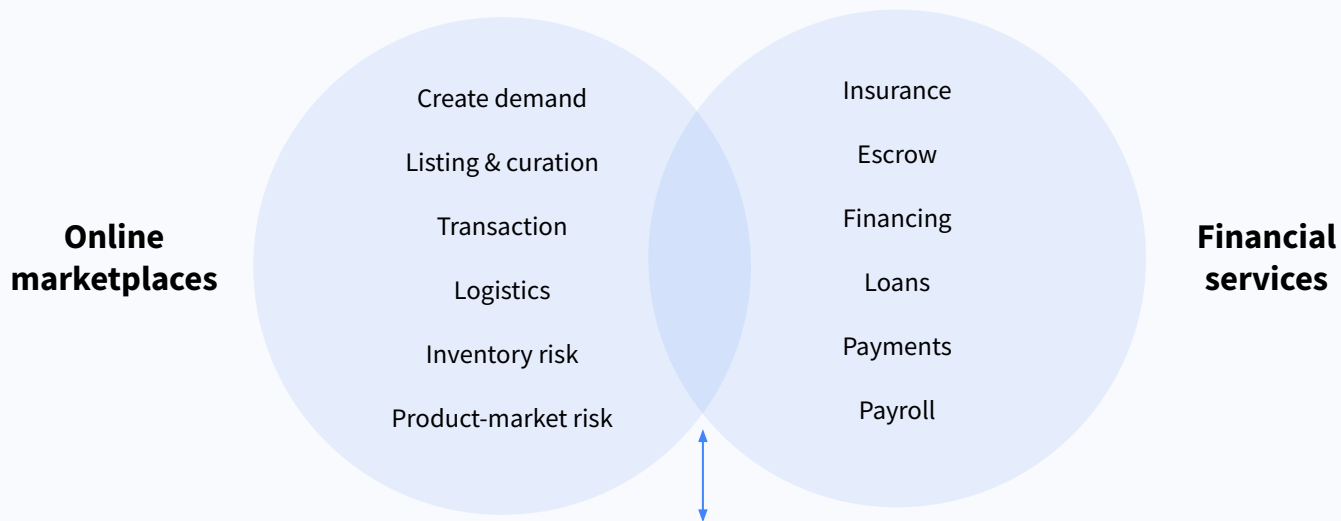 Online
marketplaces
Create demand
Listing & curation
Transaction
Logistics
Inventory risk
Product-market risk
Insurance
Escrow
Financing
Loans
Payments
Payroll
Financial
services